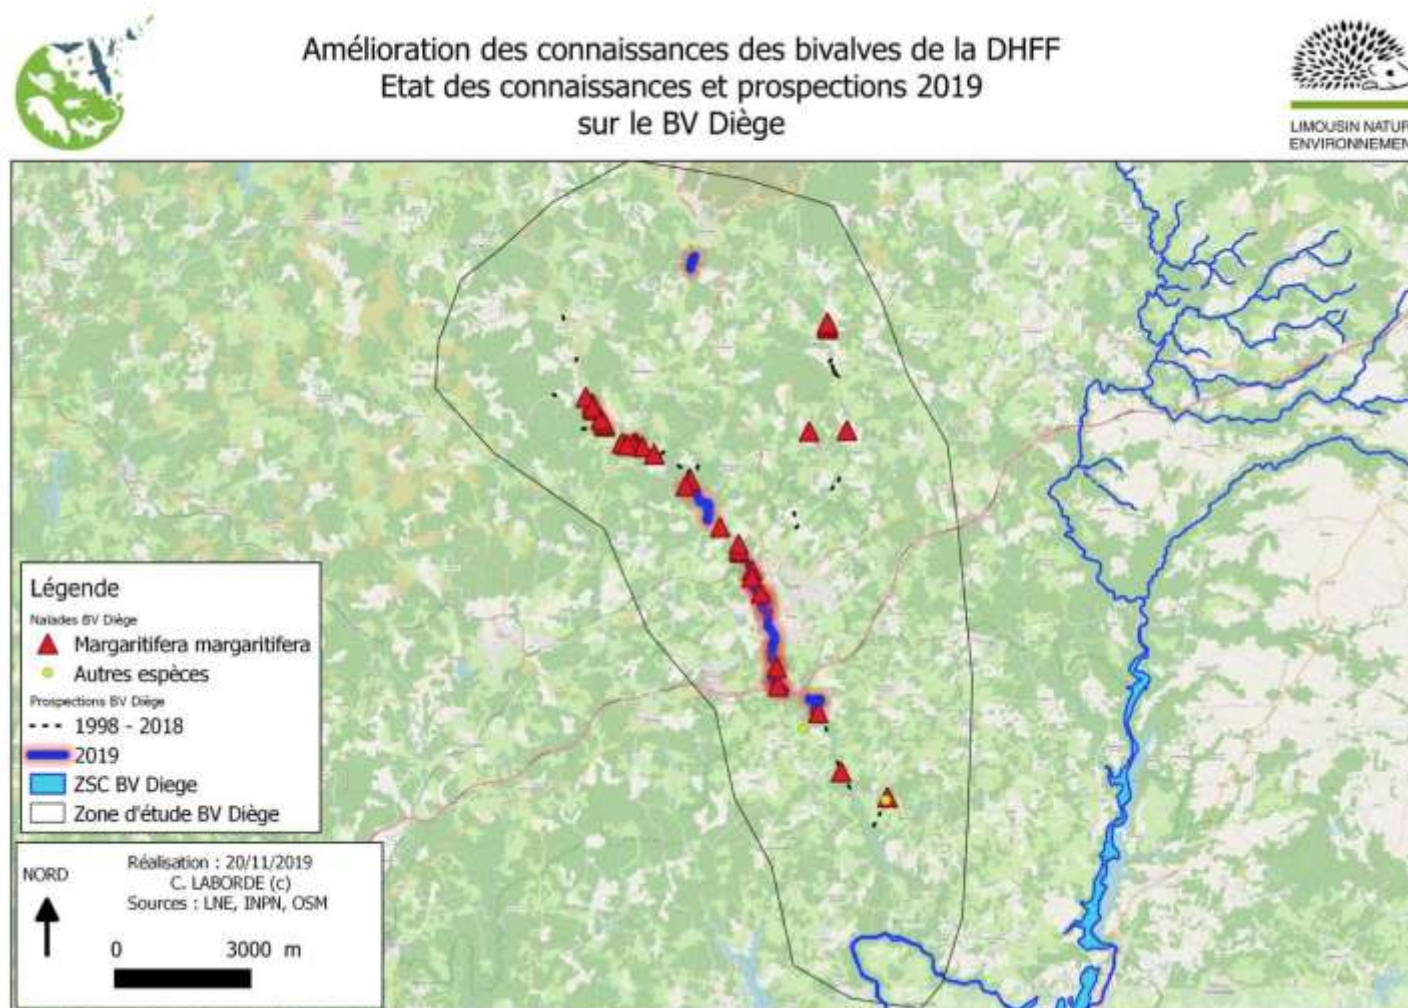 Amélioration des connaissances des bivalves de la DHFF
Etat des connaissances et prospections 2019
sur le BV Diège
LIMOUSIN NATUR
ENVIRONNEMEN
Légende
Naïades BV Diège
Margaritifera margaritifera
Autres espèces
Prospections BV Diège
1998 - 2018
2019
ZSC BV Diege
Zone d'étude BV Diège
NORD
Réalisation : 20/11/2019
C. LABORDE (c)
Sources : LNE, INPN, OSM
0 3000 m